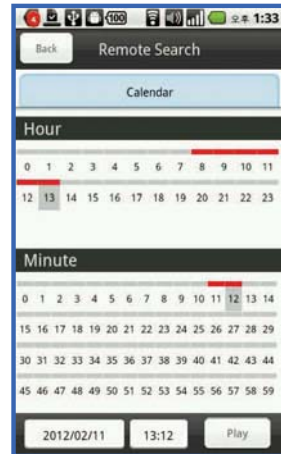 100 오후 1:33
Back Remote Search
Calendar
Hour
0 1 2 3 4 5 6 7 8 9 10 11
12 13 14 15 16 17 18 19 20 21 22 23
Minute
0 1 2 3 4 5 6 7 8 9 10 11 12 13 14
15 16 17 18 19 20 21 22 23 24 25 26 27 28 29
30 31 32 33 34 35 36 37 38 39 40 41 42 43 44
45 46 47 48 49 50 51 52 53 54 55 56 57 58 59
2012/02/11 13:12 Play